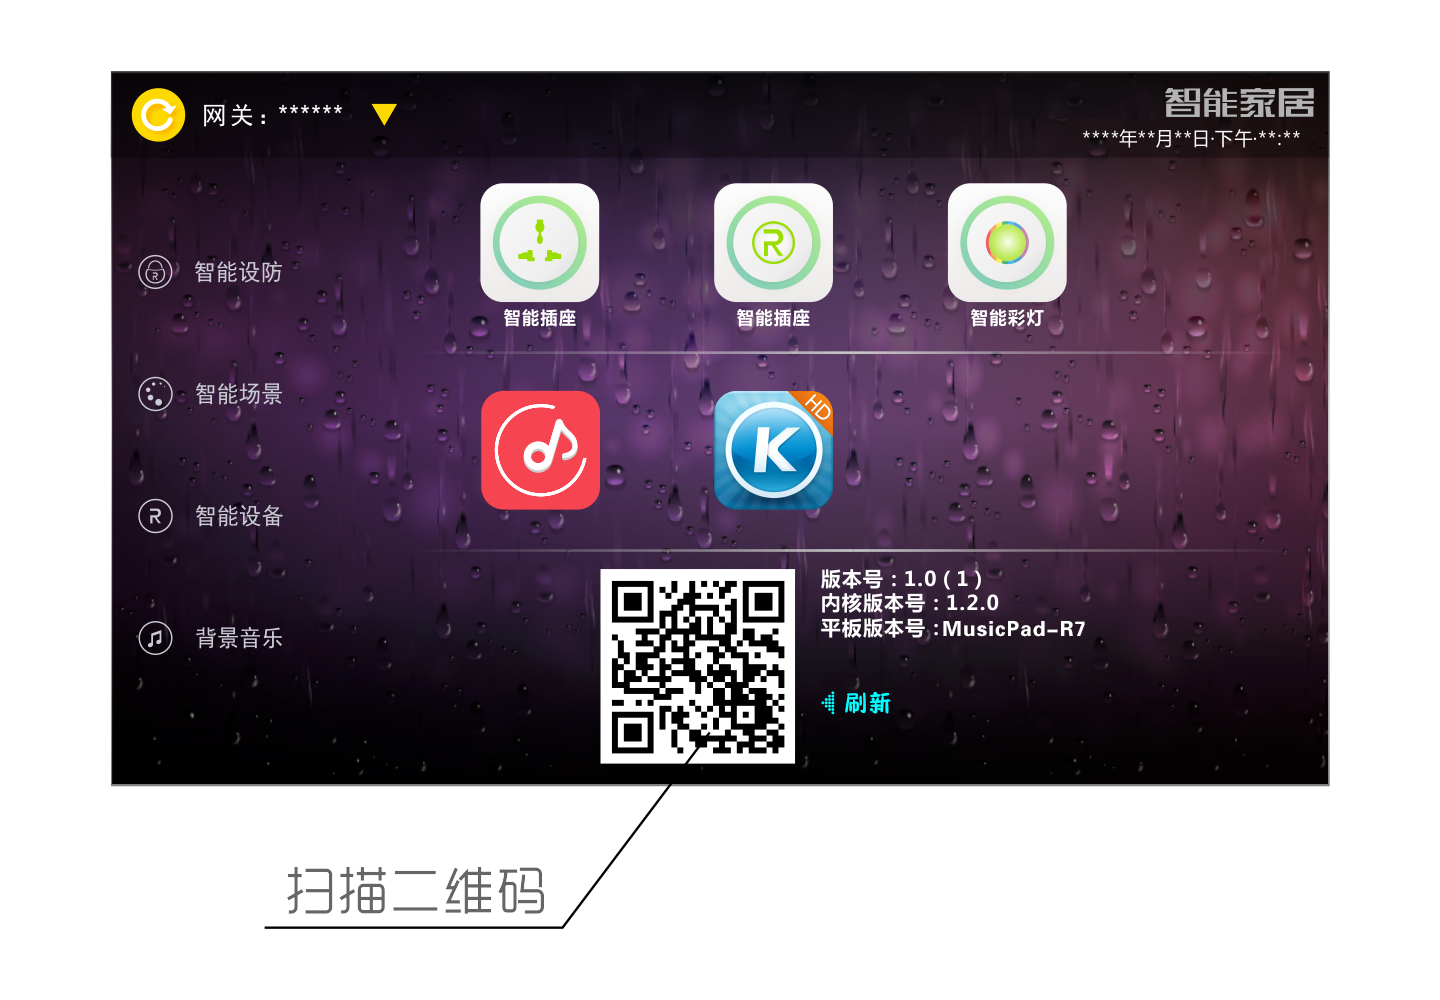 网关：******
智能家居
****年**月**日·下午·**:**
智能设防
智能场景
智能设备
背景音乐
智能插座
R
智能插座
智能彩灯
K
HD
版本号：1.0（1）
内核版本号：1.2.0
平板版本号：MusicPad-R7
刷新
扫描二维码